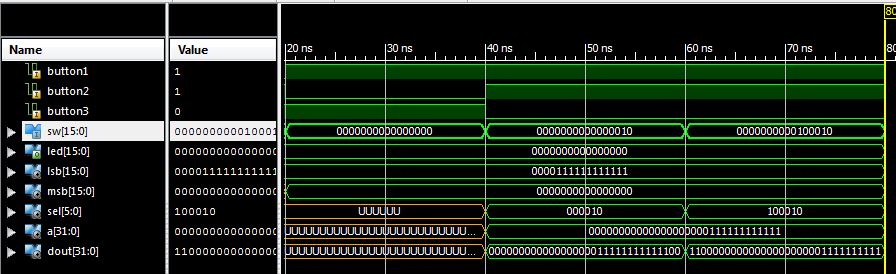 80
20 ns 30 ns 40 ns 50 ns 60 ns 70 ns 80
Name Value
button1 1
button2 1
button3 0
sw[15:0] 000000000010001 0000000000000000 0000000000000010 0000000000100010
led[15:0] 000000000000000 0000000000000000
lsb[15:0] 000011111111111 0000111111111111
msb[15:0] 000000000000000 0000000000000000
sel[5:0] 100010 UUUUUU 000010 100010
a[31:0] 000000000000000 UUUUUUUUUUUUUUUUUUUUUUUUUUU... 00000000000000000000111111111111
dout[31:0] 110000000000000 UUUUUUUUUUUUUUUUUUUUUUUUUUU... 00000000000000000011111111111100 11000000000000000000001111111111